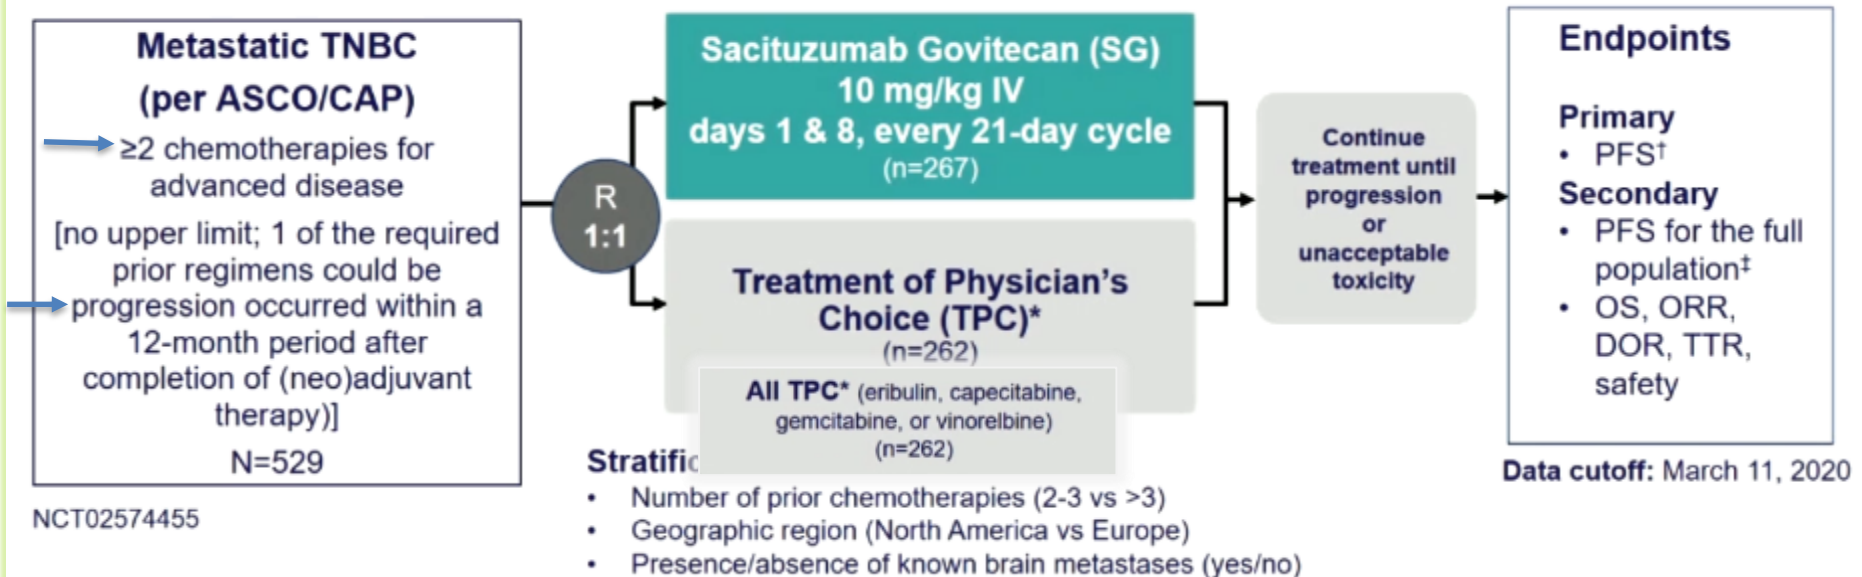 Metastatic TNBC
(per ASCO/CAP)
≥2 chemotherapies for
advanced disease
[no upper limit; 1 of the required
prior regimens could be
progression occurred within a
12-month period after
completion of (neo)adjuvant
therapy)]
N=529
NCT02574455
R
1:1
Sacituzumab Govitecan (SG)
10 mg/kg IV
days 1 & 8, every 21-day cycle
(n=267)
Treatment of Physician's
Choice (TPC)*
(n=262)
All TPC* (eribulin, capecitabine,
gemcitabine, or vinorelbine)
(n=262)
• Number of prior chemotherapies (2-3 vs >3)
• Geographic region (North America vs Europe)
• Presence/absence of known brain metastases (yes/no)
Continue
treatment until
progression
or
unacceptable
toxicity
Endpoints
Primary
• PFS†
Secondary
• PFS for the full
population‡
• OS, ORR,
DOR, TTR,
safety
Data cutoff: March 11, 2020